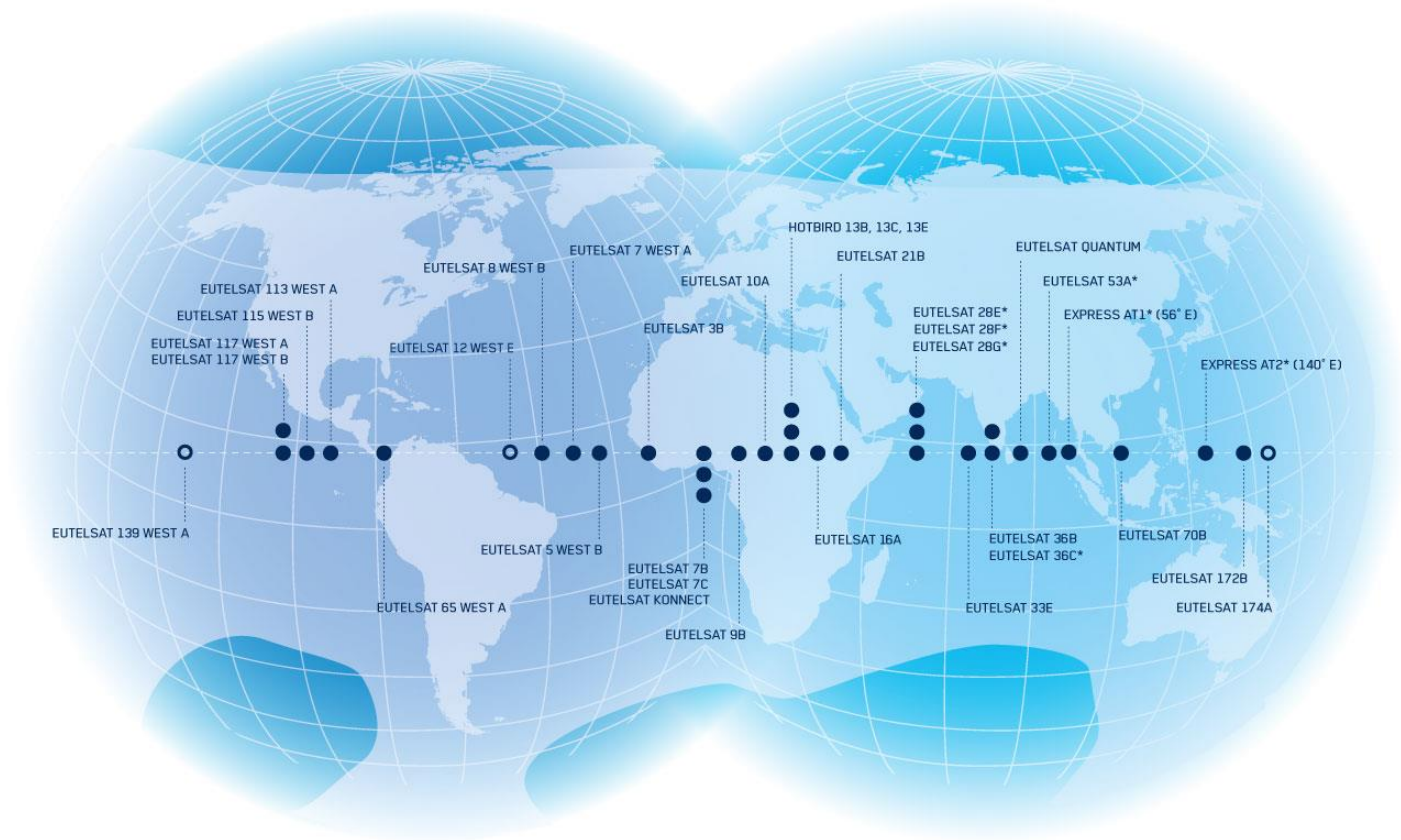 HOTBIRD 13B, 13C, 13E
EUTELSAT QUANTUM
EUTELSAT 7 WEST A
EUTELSAT 21B
EUTELSAT 8 WEST B
EUTELSAT 10A
EUTELSAT 53A*
EUTELSAT 113 WEST A
EUTELSAT 115 WEST B
EUTELSAT 28E*
EUTELSAT 28F*
EUTELSAT 28G*
EXPRESS AT1* (56° E)
EUTELSAT 3B
EUTELSAT 117 WEST A
EUTELSAT 117 WEST B
EUTELSAT 12 WEST E
EXPRESS AT2* (140° E)
EUTELSAT 139 WEST A
EUTELSAT 5 WEST B
EUTELSAT 16A
EUTELSAT 36B
EUTELSAT 36C*
EUTELSAT 70B
EUTELSAT 7B
EUTELSAT 7C
EUTELSAT KONNECT
EUTELSAT 172B
EUTELSAT 65 WEST A
EUTELSAT 33E
EUTELSAT 174A
EUTELSAT 9B